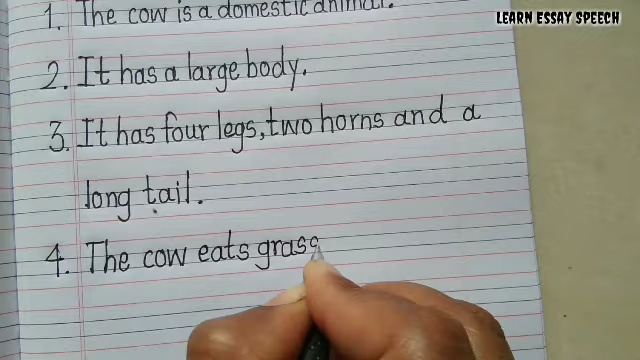 LEARN ESSAY SPEECH
1. The cow is a domestic animal.
2. It has a large body.
3. It has four legs, two horns and a
long tail.
4. The cow eats grass